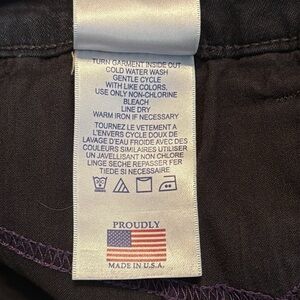 TURN GARMENT INSIDE OUT
COLD WATER WASH
GENTLE CYCLE
WITH LIKE COLORS.
USE ONLY NON-CHLORINE
BLEACH
LINE DRY
WARM IRON IF NECESSARY
TOURNEZ LE VETEMENT A
L'ENVERS CYCLE DOUX DE
LAVAGE D'EAU FROIDE AVEC DES
COULEURS SIMILAIRES UTILISER
UN JAVELLISANT NON CHLORE
LINGE SECHE REPASSER FER
TIEDE SI NECESSAIRE
PROUDLY
MADE IN U.S.A.